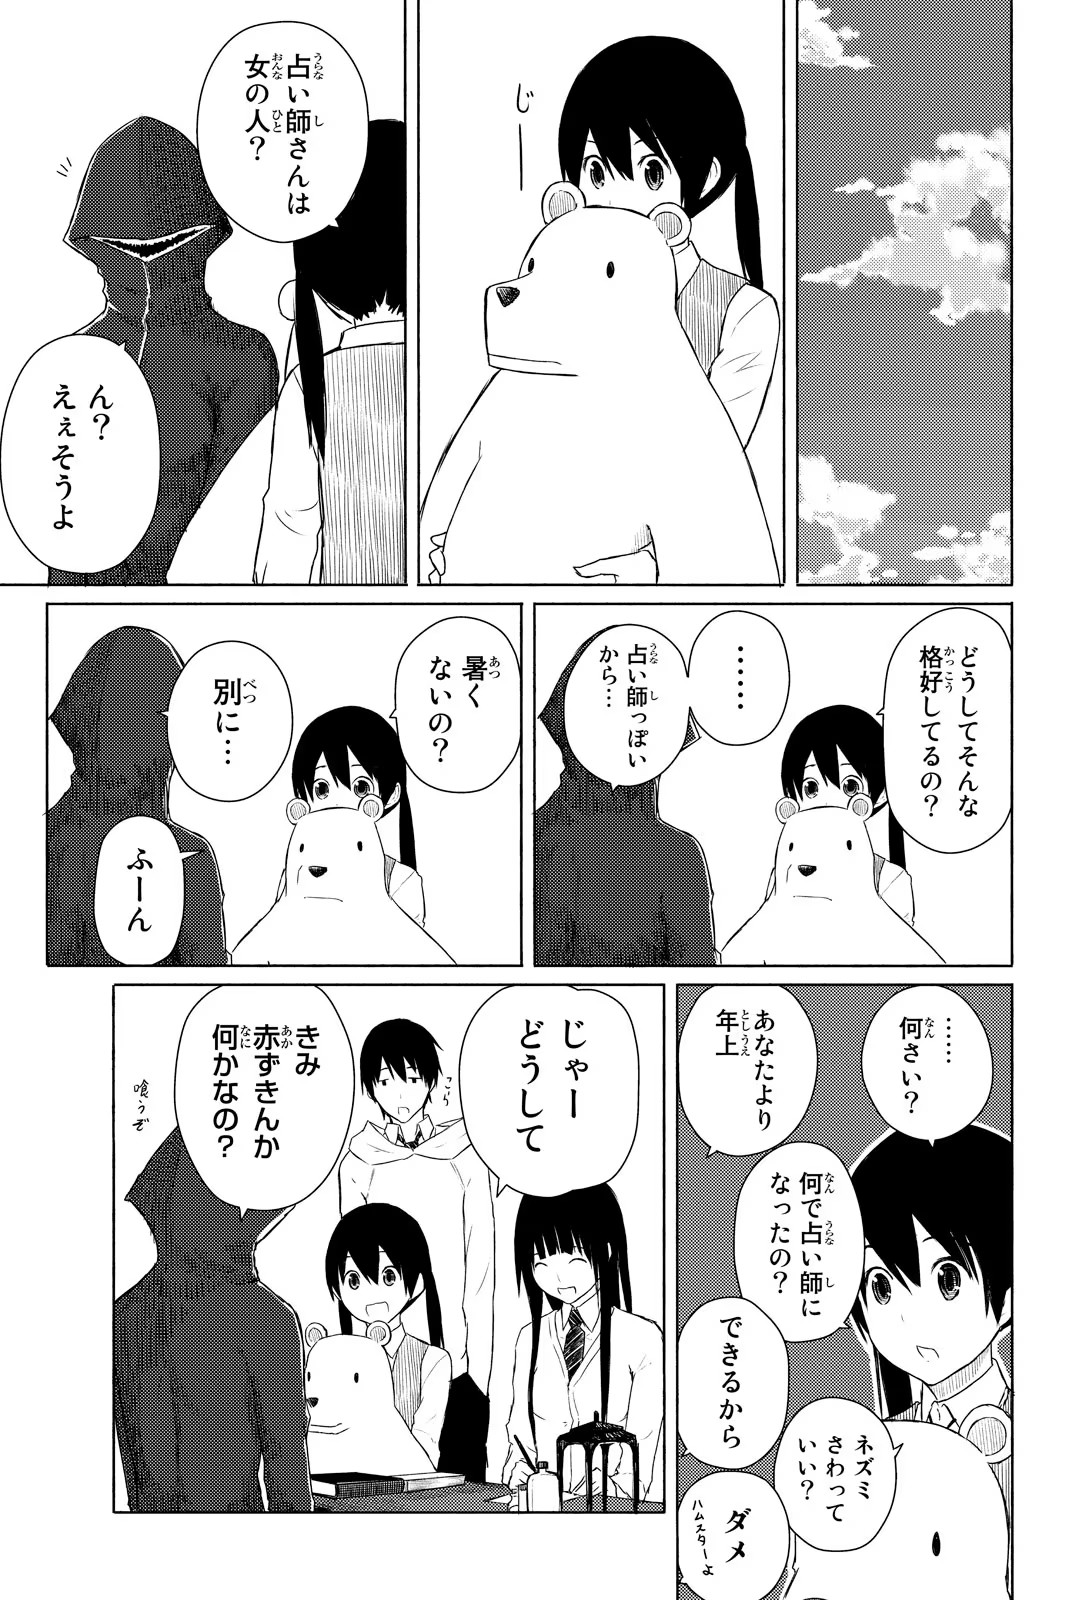 じーー
占い師さんは
女の人？
ん？
えぇそうよ
どうしてそんな
格好してるの？
……
占い師っぽい
から…
暑く
ないの？
別に…
ふーん
……
何さい？
あなたより
年上
何で占い師に
なったの？
できるから
ネズミ
さわって
いい？
ダメ
ハムスターよ
じゃー
どうして
こら
きみ
赤ずきんか
何かなの？
喰うぞ